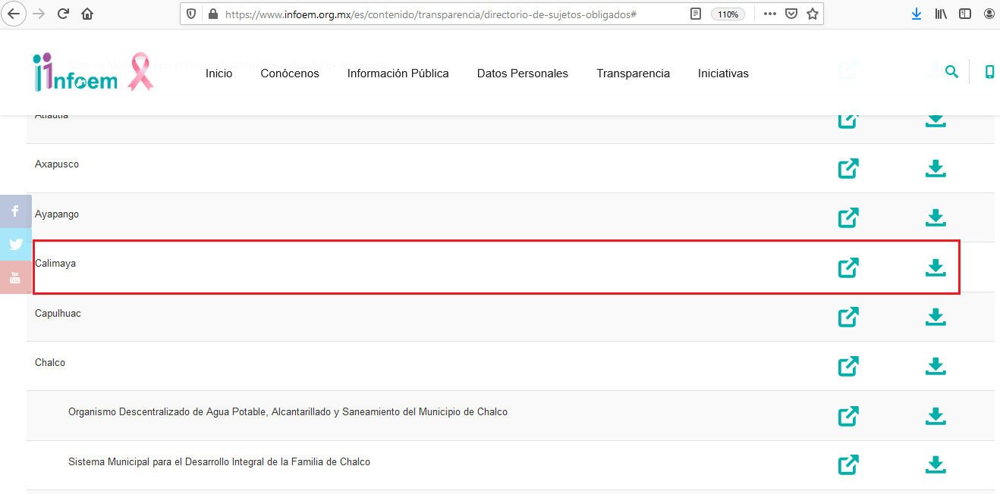 https://www.infoem.org.mx/es/contenido/transparencia/directorio-de-sujetos-obligados#
110%
infoem
Inicio
Conócenos
Información Pública
Datos Personales
Transparencia
Iniciativas
Atlautla
Axapusco
Ayapango
Calimaya
Capulhuac
Chalco
Organismo Descentralizado de Agua Potable, Alcantarillado y Saneamiento del Municipio de Chalco
Sistema Municipal para el Desarrollo Integral de la Familia de Chalco